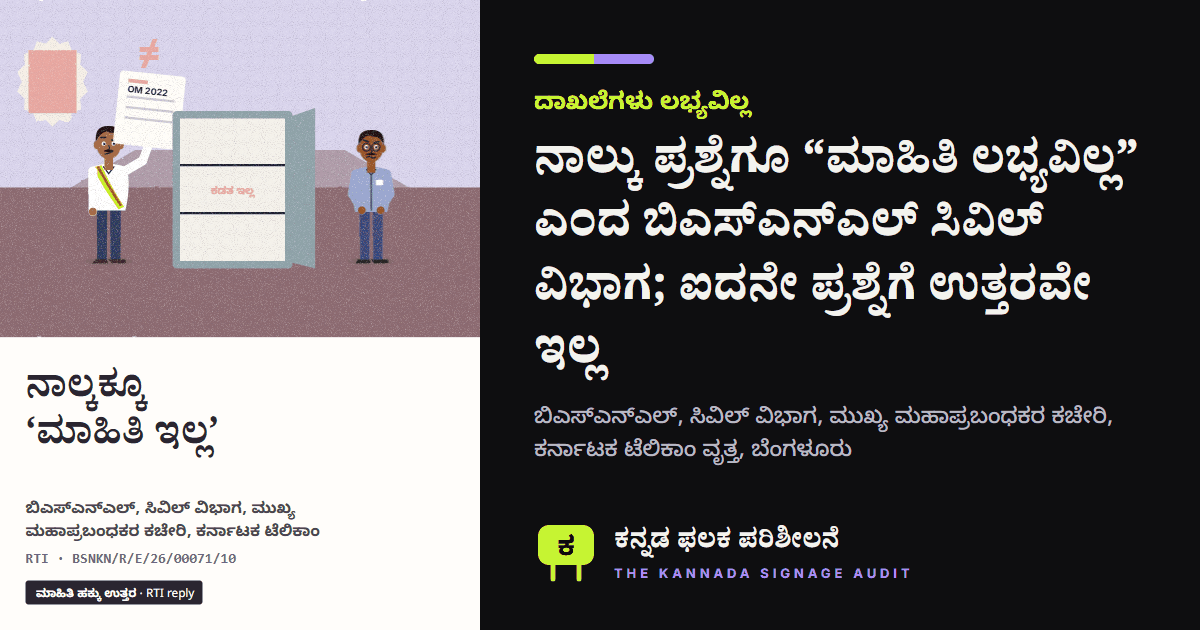 ≠
OM 2022
ಕಡತ ಇಲ್ಲ
ನಾಲ್ಕಕ್ಕೂ
‘ಮಾಹಿತಿ ಇಲ್ಲ’
ಬಿಎಸ್‌ಎನ್‌ಎಲ್, ಸಿವಿಲ್ ವಿಭಾಗ, ಮುಖ್ಯ
ಮಹಾಪ್ರಬಂಧಕರ ಕಚೇರಿ, ಕರ್ನಾಟಕ ಟೆಲಿಕಾಂ
RTI · BSNKN/R/E/26/00071/10
ಮಾಹಿತಿ ಹಕ್ಕು ಉತ್ತರ · RTI reply
ದಾಖಲೆಗಳು ಲಭ್ಯವಿಲ್ಲ
ನಾಲ್ಕು ಪ್ರಶ್ನೆಗೂ “ಮಾಹಿತಿ ಲಭ್ಯವಿಲ್ಲ”
ಎಂದ ಬಿಎಸ್‌ಎನ್‌ಎಲ್ ಸಿವಿಲ್
ವಿಭಾಗ; ಐದನೇ ಪ್ರಶ್ನೆಗೆ ಉತ್ತರವೇ
ಇಲ್ಲ
ಬಿಎಸ್‌ಎನ್‌ಎಲ್, ಸಿವಿಲ್ ವಿಭಾಗ, ಮುಖ್ಯ ಮಹಾಪ್ರಬಂಧಕರ ಕಚೇರಿ,
ಕರ್ನಾಟಕ ಟೆಲಿಕಾಂ ವೃತ್ತ, ಬೆಂಗಳೂರು
ಕ
ಕನ್ನಡ ಫಲಕ ಪರಿಶೀಲನೆ
THE KANNADA SIGNAGE AUDIT